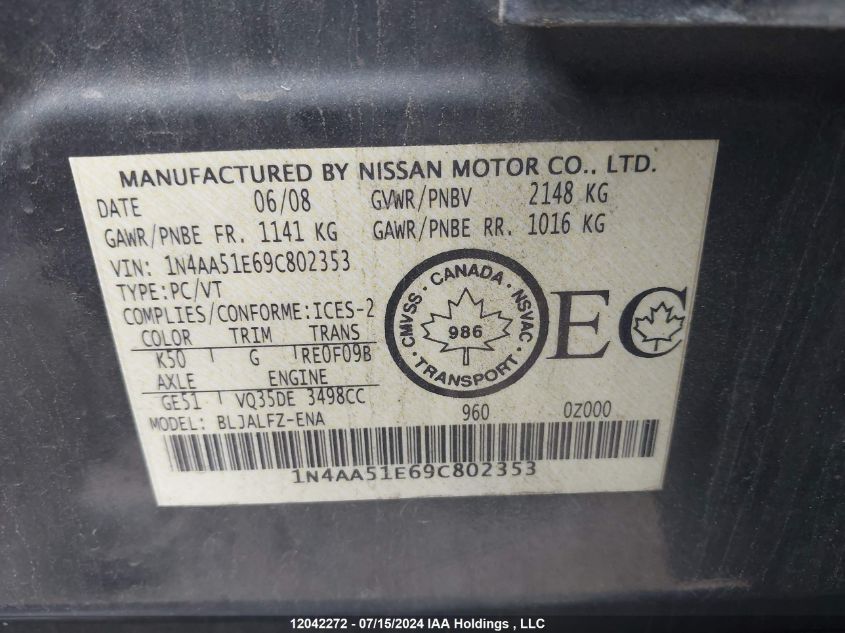 MANUFACTURED BY NISSAN MOTOR CO., LTD.
DATE 06/08 GVWR/PNBV 2148 KG
GAWR/PNBE FR. 1141 KG GAWR/PNBE RR. 1016 KG
VIN: 1N4AA51E69C802353
TYPE:PC/VT
COMPLIES/CONFORME:ICES-2
COLOR TRIM TRANS
K50 G RE0F09B
AXLE ENGINE
GE51 VQ35DE 3498CC
MODEL: BLJALFZ-ENA 960 0Z000
CMVSS · CANADA · NSVAC · TRANSPORT ·
986
EC
1N4AA51E69C802353
12042272 - 07/15/2024 IAA Holdings , LLC